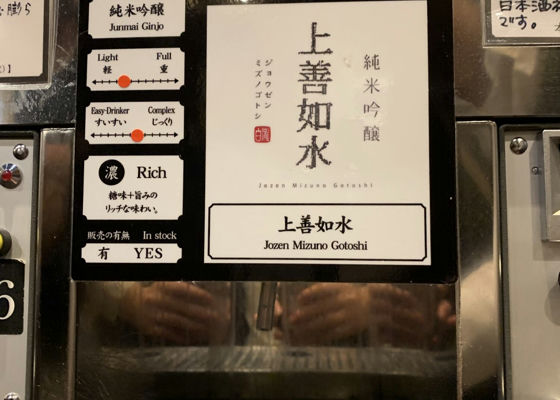 純米吟醸
Junmai Ginjo
Light Full
軽 重
Easy-Drinker Complex
すいすい じっくり
濃 Rich
糖味+旨みの
リッチな味わい。
販売の有無 In stock
有 YES
純米吟醸
上善如水
ジョウゼン
ミズノゴトシ
Jozen Mizuno Gotoshi
上善如水
Jozen Mizuno Gotoshi
日本酒
です。
6